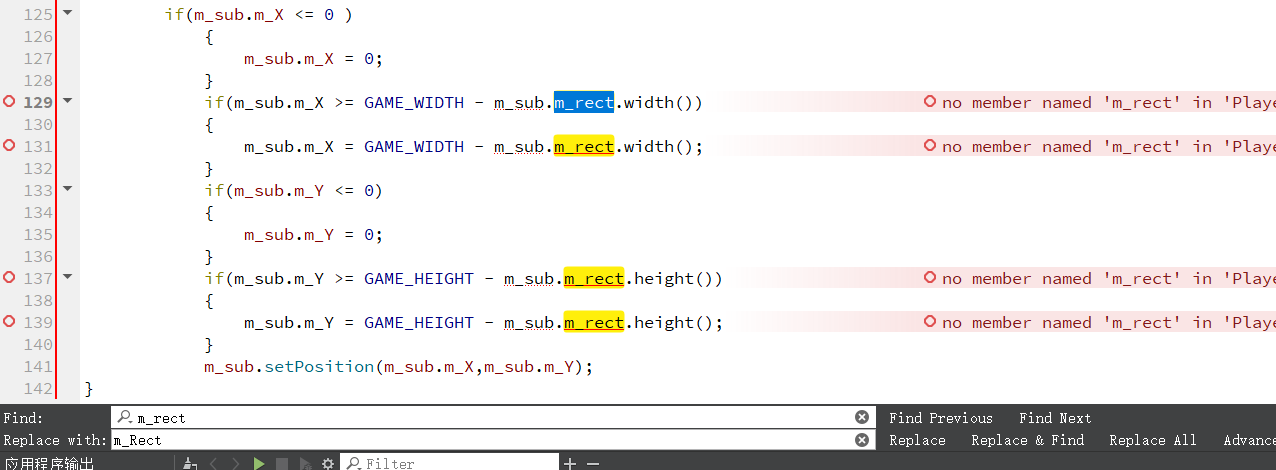 125 if(m_sub.m_X <= 0 )
126 {
127 m_sub.m_X = 0;
128 }
129 if(m_sub.m_X >= GAME_WIDTH - m_sub.m_rect.width()) no member named 'm_rect' in 'Playe
130 {
131 m_sub.m_X = GAME_WIDTH - m_sub.m_rect.width(); no member named 'm_rect' in 'Playe
132 }
133 if(m_sub.m_Y <= 0)
134 {
135 m_sub.m_Y = 0;
136 }
137 if(m_sub.m_Y >= GAME_HEIGHT - m_sub.m_rect.height()) no member named 'm_rect' in 'Playe
138 {
139 m_sub.m_Y = GAME_HEIGHT - m_sub.m_rect.height(); no member named 'm_rect' in 'Playe
140 }
141 m_sub.setPosition(m_sub.m_X,m_sub.m_Y);
142 }
Find: m_rect Find Previous Find Next
Replace with: m_Rect Replace Replace & Find Replace All Advance
应用程序输出 Filter